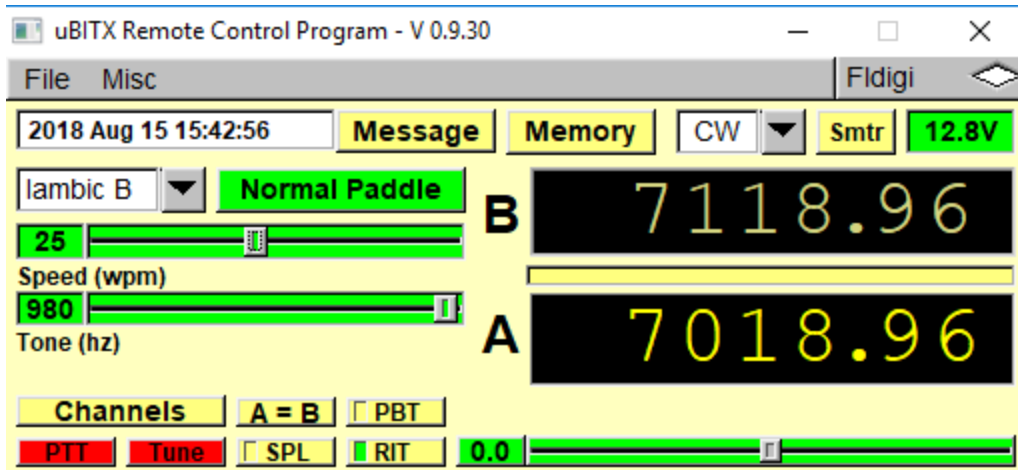 uBITX Remote Control Program - V 0.9.30
File Misc Fldigi
2018 Aug 15 15:42:56 Message Memory CW Smtr 12.8V
Iambic B Normal Paddle
B 7118.96
25
Speed (wpm)
980
Tone (hz)
A 7018.96
Channels A = B PBT
PTT Tune SPL RIT 0.0